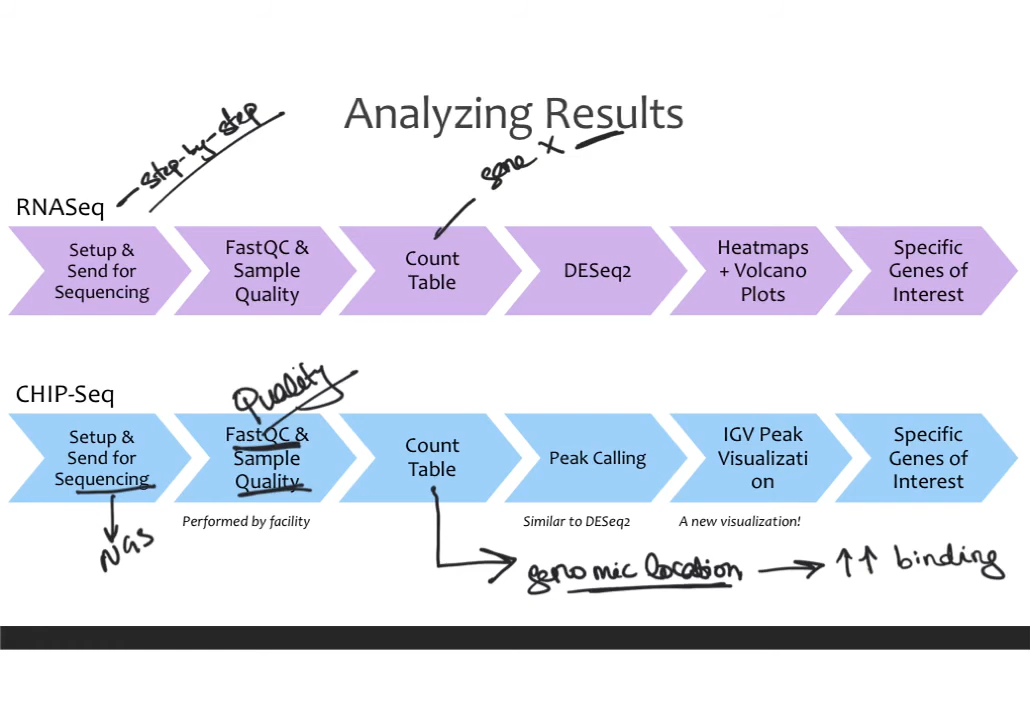 Analyzing Results
step-by-step
gene X
RNASeq
Setup &
Send for
Sequencing
FastQC &
Sample
Quality
Count
Table
DESeq2
Heatmaps
+ Volcano
Plots
Specific
Genes of
Interest
Quality
CHIP-Seq
Setup &
Send for
Sequencing
FastQC &
Sample
Quality
Count
Table
Peak Calling
IGV Peak
Visualizati
on
Specific
Genes of
Interest
Performed by facility
Similar to DESeq2
A new visualization!
NGS
genomic location → ↑↑ binding